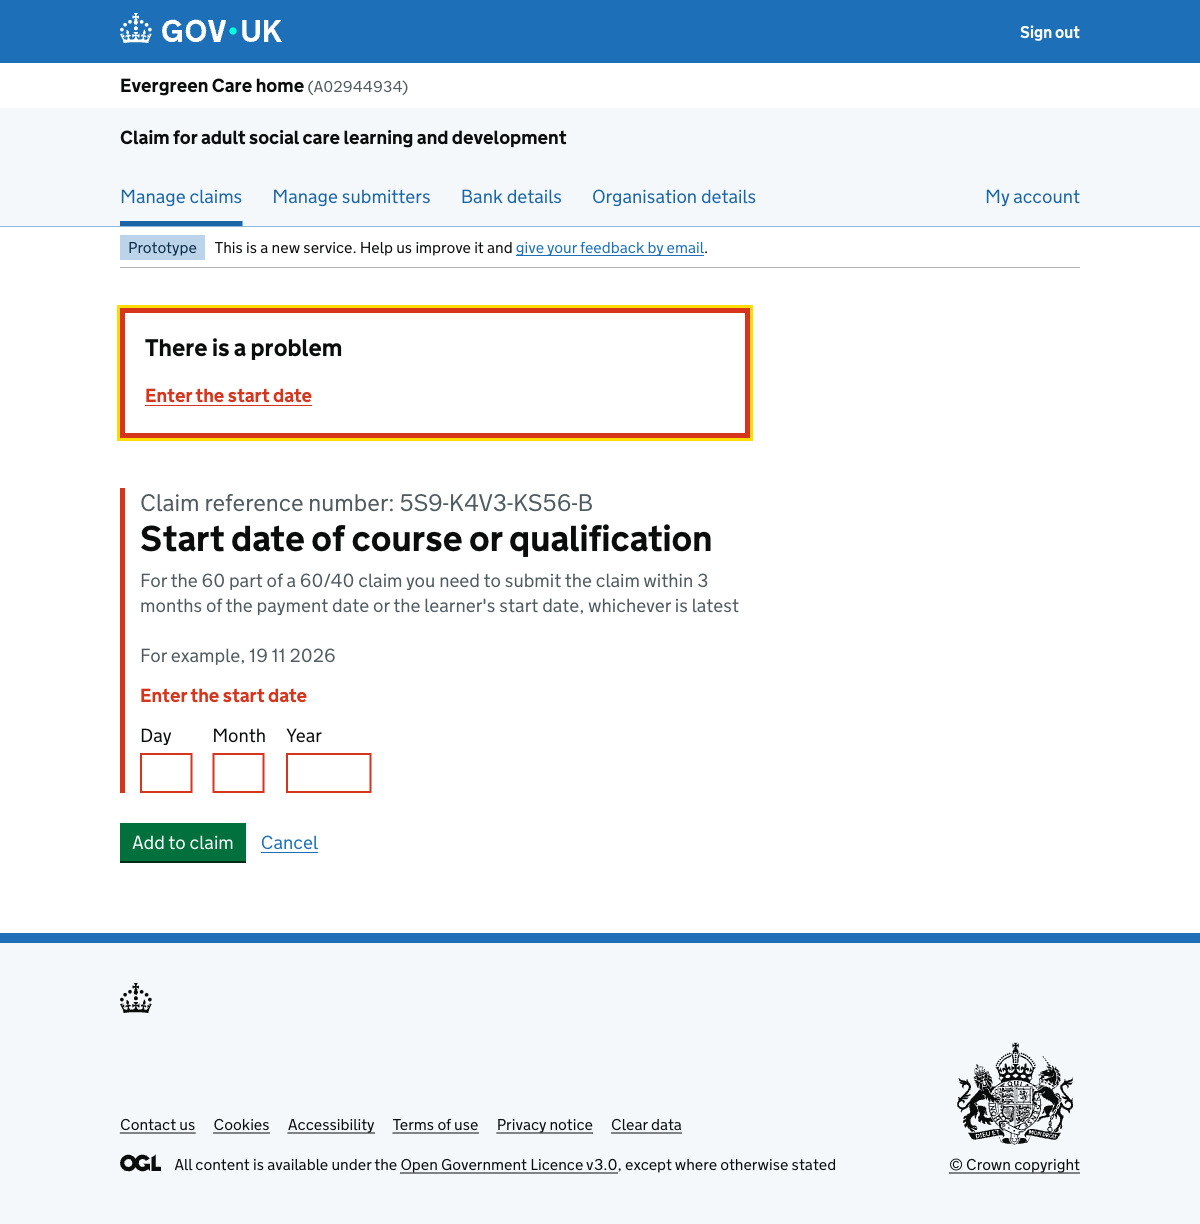 GOV·UK
Sign out
Evergreen Care home (A02944934)
Claim for adult social care learning and development
Manage claims Manage submitters Bank details Organisation details My account
Prototype This is a new service. Help us improve it and give your feedback by email.
There is a problem
Enter the start date
Claim reference number: 5S9-K4V3-KS56-B
Start date of course or qualification
For the 60 part of a 60/40 claim you need to submit the claim within 3
months of the payment date or the learner's start date, whichever is latest
For example, 19 11 2026
Enter the start date
Day Month Year
Add to claim Cancel
Contact us Cookies Accessibility Terms of use Privacy notice Clear data
OGL All content is available under the Open Government Licence v3.0, except where otherwise stated
© Crown copyright